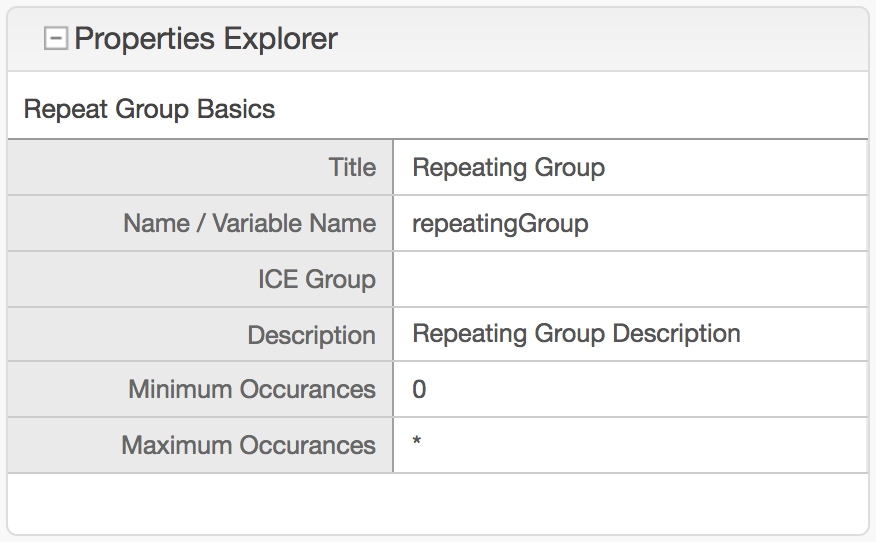 Properties Explorer
Repeat Group Basics
Title Repeating Group
Name / Variable Name repeatingGroup
ICE Group
Description Repeating Group Description
Minimum Occurances 0
Maximum Occurances *